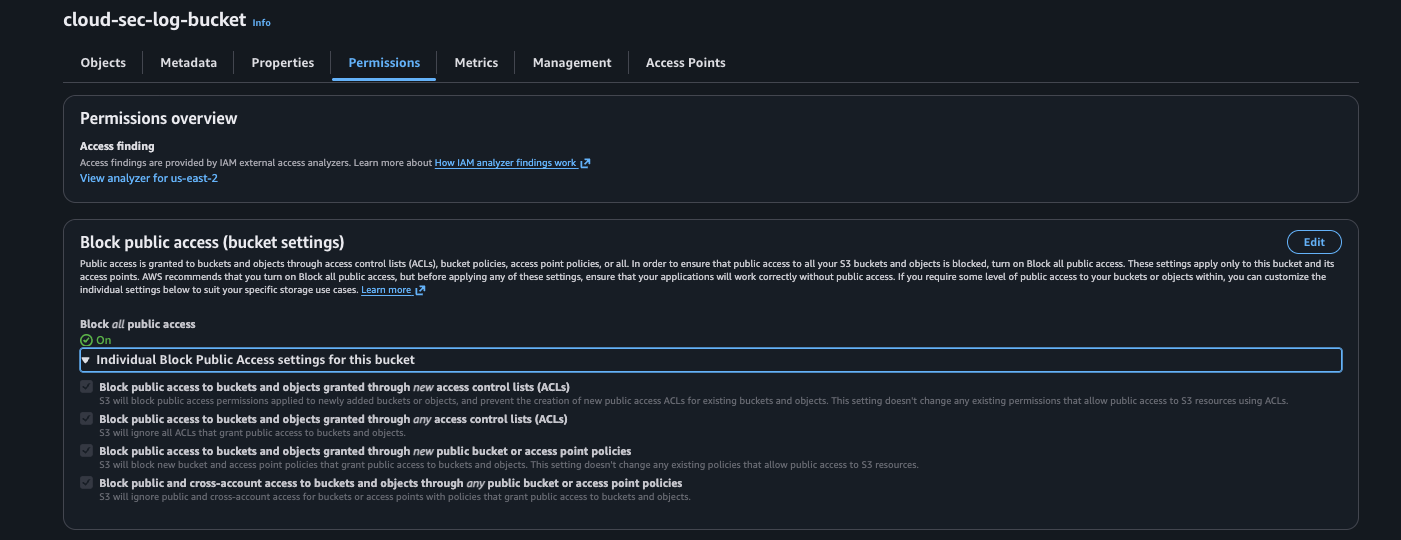 cloud-sec-log-bucket Info
Objects
Metadata
Properties
Permissions
Metrics
Management
Access Points
Permissions overview
Access finding
Access findings are provided by IAM external access analyzers. Learn more about How IAM analyzer findings work
View analyzer for us-east-2
Block public access (bucket settings)
Edit
Public access is granted to buckets and objects through access control lists (ACLs), bucket policies, access point policies, or all. In order to ensure that public access to all your S3 buckets and objects is blocked, turn on Block all public access. These settings apply only to this bucket and its
access points. AWS recommends that you turn on Block all public access, but before applying any of these settings, ensure that your applications will work correctly without public access. If you require some level of public access to your buckets or objects within, you can customize the
individual settings below to suit your specific storage use cases. Learn more
Block all public access
On
Individual Block Public Access settings for this bucket
Block public access to buckets and objects granted through new access control lists (ACLs)
S3 will block public access permissions applied to newly added buckets or objects, and prevent the creation of new public access ACLs for existing buckets and objects. This setting doesn't change any existing permissions that allow public access to S3 resources using ACLs.
Block public access to buckets and objects granted through any access control lists (ACLs)
S3 will ignore all ACLs that grant public access to buckets and objects.
Block public access to buckets and objects granted through new public bucket or access point policies
S3 will block new bucket and access point policies that grant public access to buckets and objects. This setting doesn't change any existing policies that allow public access to S3 resources.
Block public and cross-account access to buckets and objects through any public bucket or access point policies
S3 will ignore public and cross-account access for buckets or access points with policies that grant public access to buckets and objects.